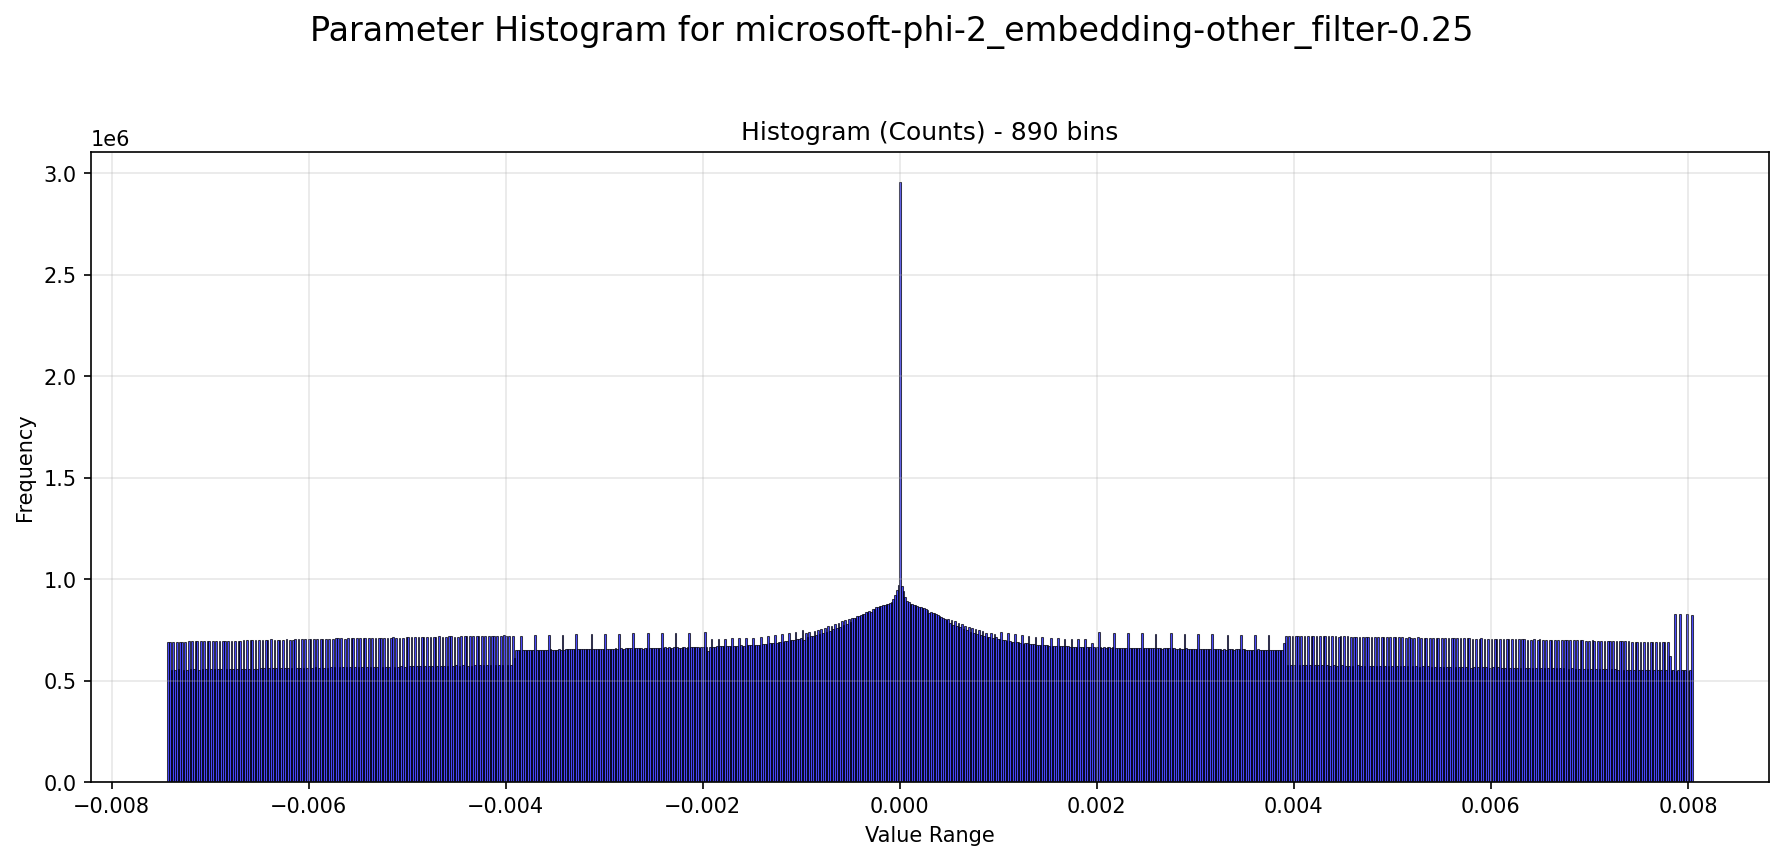 Parameter Histogram for microsoft-phi-2_embedding-other_filter-0.25
Histogram (Counts) - 890 bins
1e6
3.0
2.5
2.0
1.5
1.0
0.5
0.0
Frequency
−0.008 −0.006 −0.004 −0.002 0.000 0.002 0.004 0.006 0.008
Value Range